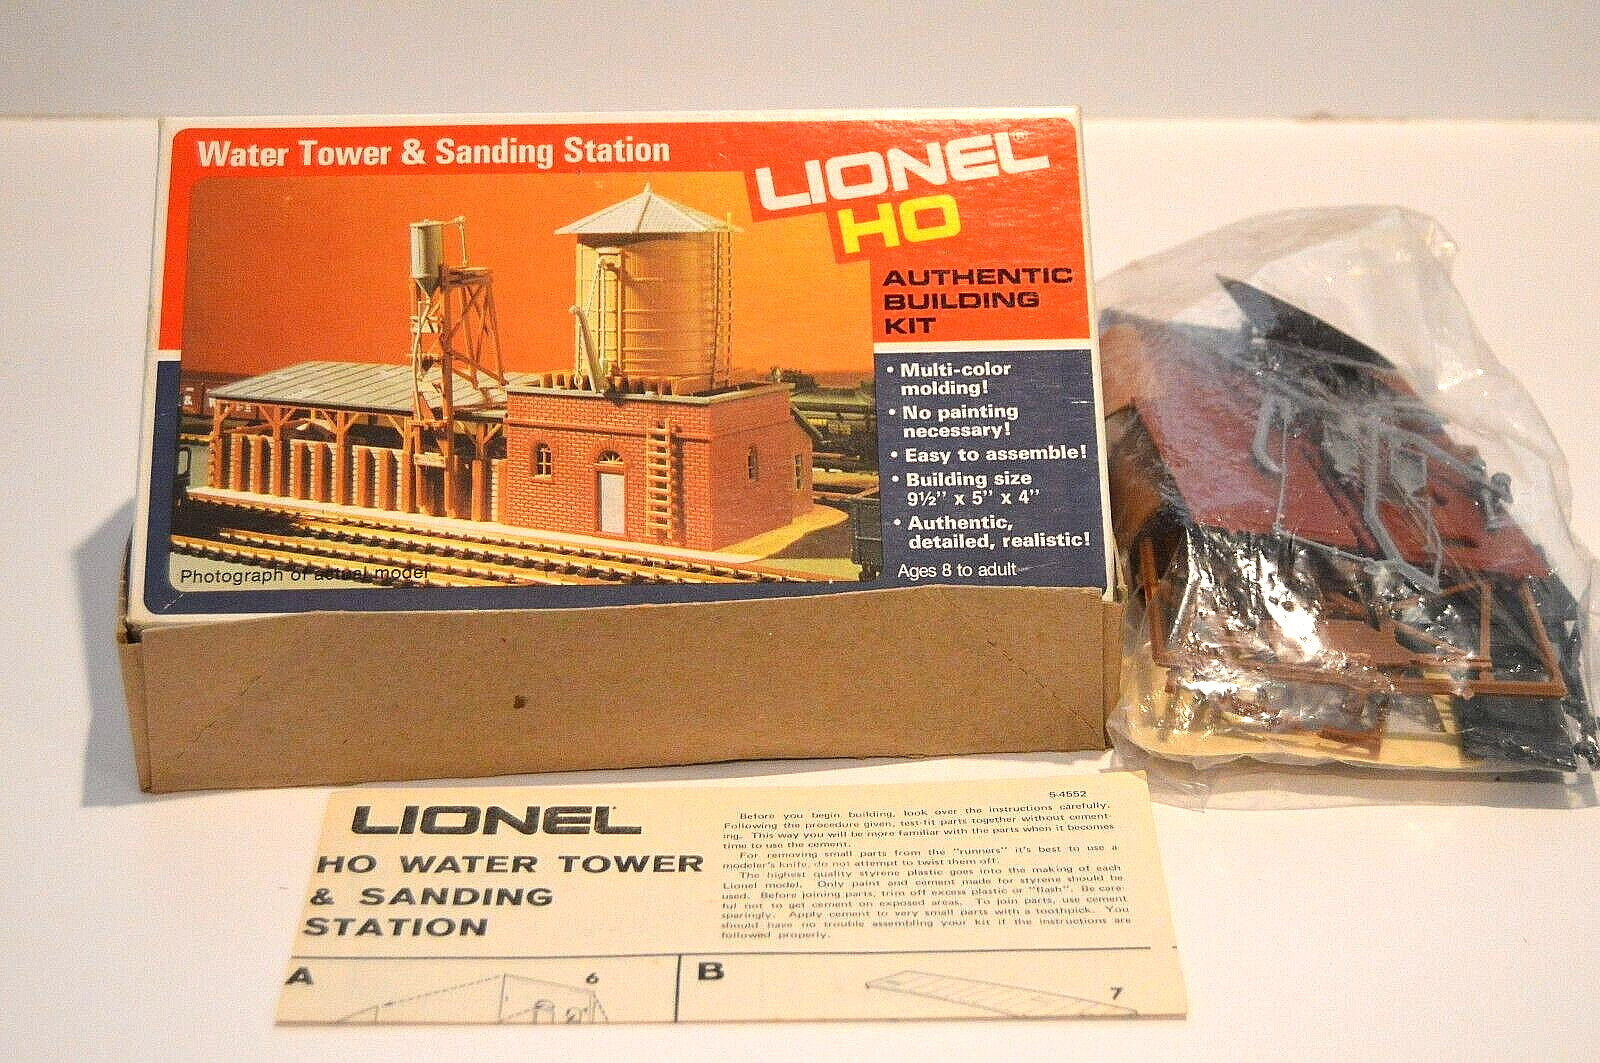 Water Tower & Sanding Station
LIONEL®
HO
AUTHENTIC
BUILDING
KIT
• Multi-color
molding!
• No painting
necessary!
• Easy to assemble!
• Building size
9½" x 5" x 4"
• Authentic,
detailed, realistic!
Ages 8 to adult
Photograph of actual model
LIONEL
HO WATER TOWER
& SANDING
STATION
5-4552
Before you begin building, look over the instructions carefully.
Following the procedure given, test-fit parts together without cement-
ing. This way you will be more familiar with the parts when it becomes
time to use the cement.
For removing small parts from the "runners" it's best to use a
modeler's knife, do not attempt to twist them off.
The highest quality styrene plastic goes into the making of each
Lionel model. Only paint and cement made for styrene should be
used. Before joining parts, trim off excess plastic or "flash". Be care-
ful not to get cement on exposed areas. To join parts, use cement
sparingly. Apply cement to very small parts with a toothpick. You
should have no trouble assembling your kit if the instructions are
followed properly.
A
6
B
7